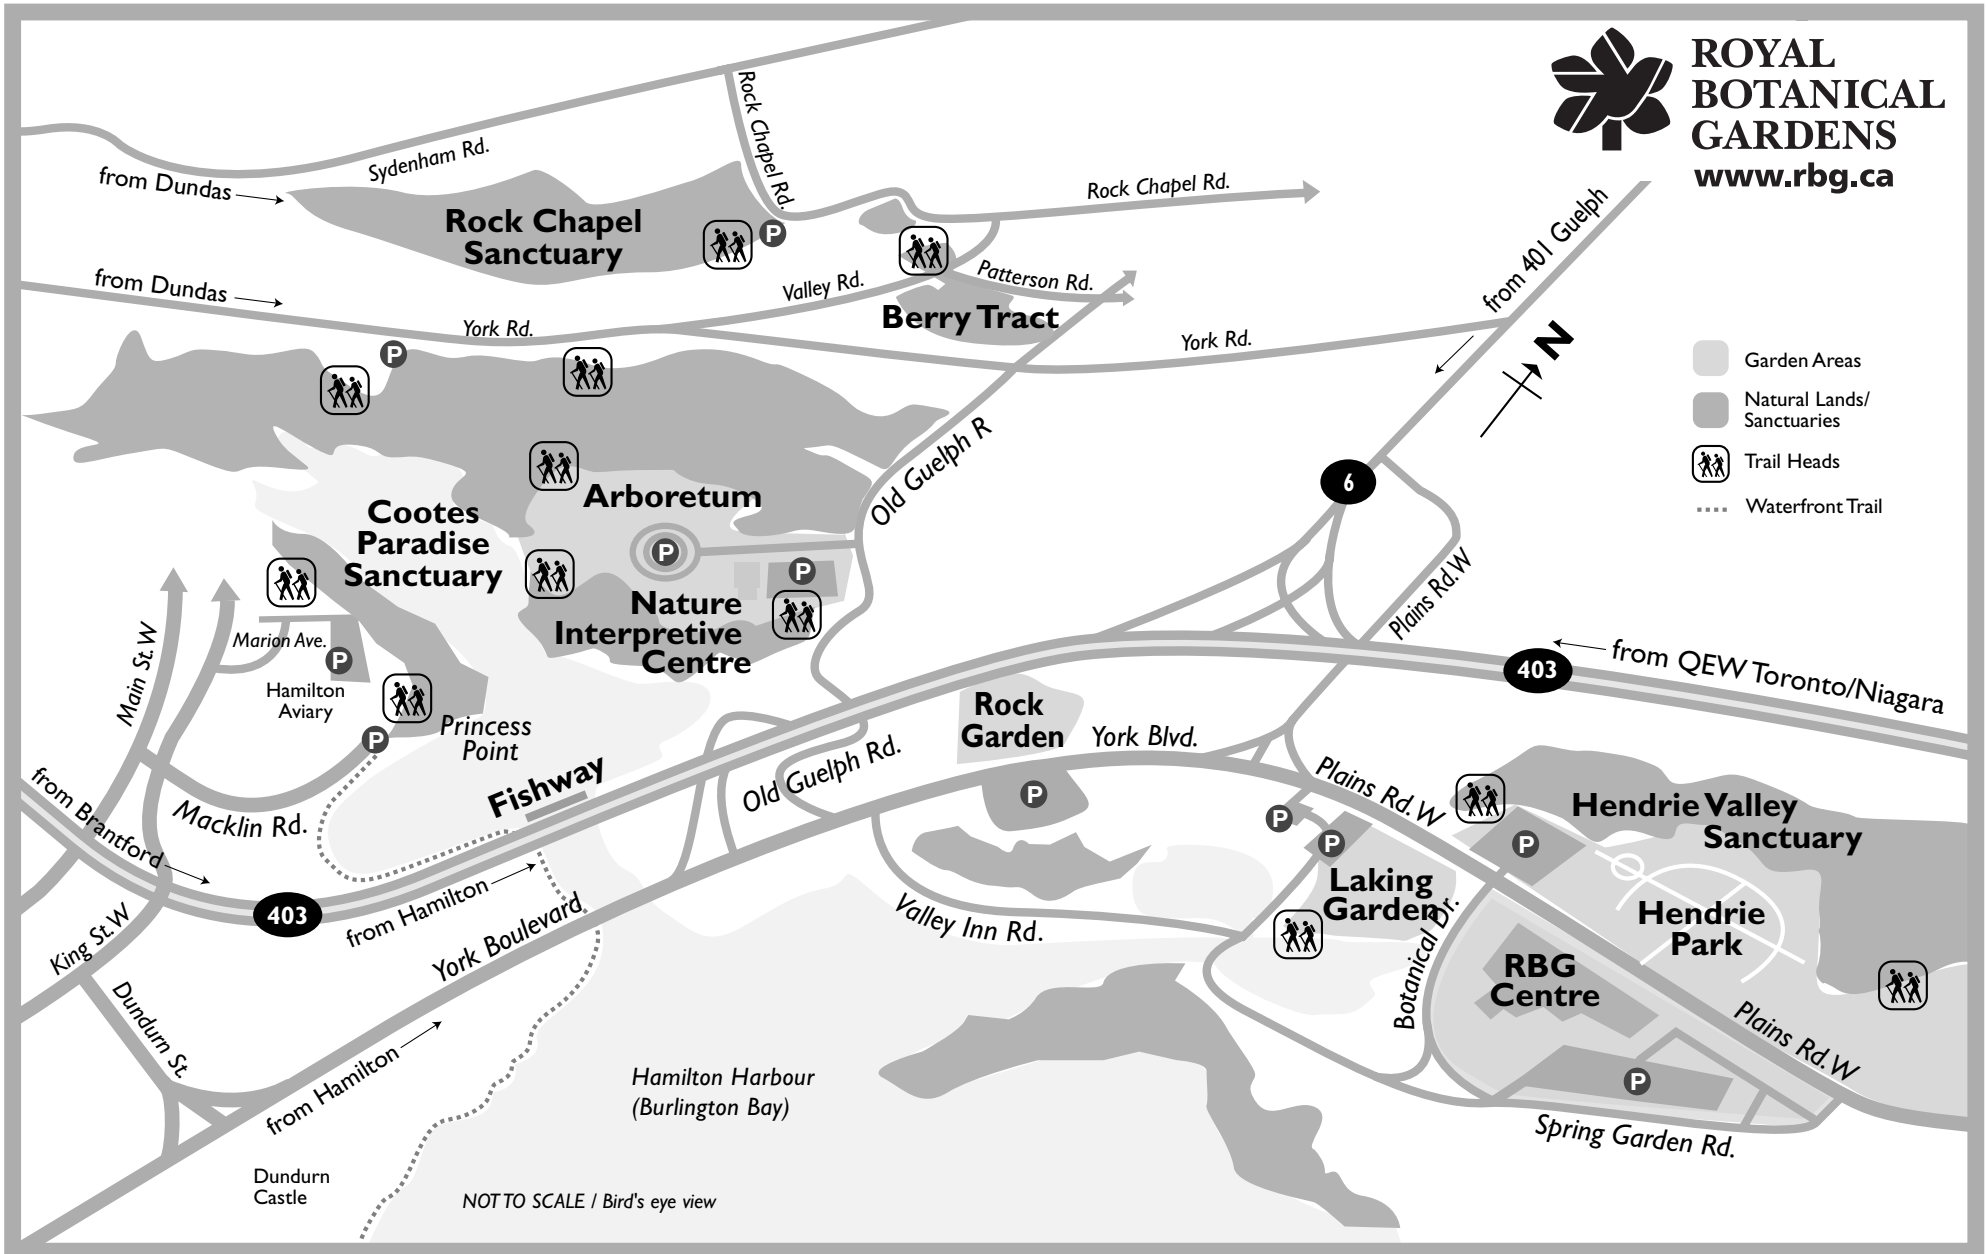 ROYAL
BOTANICAL
GARDENS
www.rbg.ca
Rock Chapel Rd.
Sydenham Rd.
from Dundas
Rock Chapel
Sanctuary
P
Rock Chapel Rd.
from 401 Guelph
from Dundas
Valley Rd.
Patterson Rd.
Berry Tract
York Rd.
York Rd.
N
P
Garden Areas
Natural Lands/
Sanctuaries
Trail Heads
Waterfront Trail
Old Guelph R
6
Arboretum
Cootes
Paradise
Sanctuary
P
P
Nature
Interpretive
Centre
Plains Rd. W
Main St. W
Marion Ave.
P
Hamilton
Aviary
403
from QEW Toronto/Niagara
Princess
Point
P
Rock
Garden
York Blvd.
Old Guelph Rd.
Fishway
P
Macklin Rd.
from Brantford
Plains Rd. W
P
P
P
Hendrie Valley
Sanctuary
Laking
Garden
Hendrie
Park
403
from Hamilton
York Boulevard
Valley Inn Rd.
Botanical Dr.
King St. W
RBG
Centre
Dundurn St
Plains Rd. W
from Hamilton
Hamilton Harbour
(Burlington Bay)
P
Spring Garden Rd.
Dundurn
Castle
NOT TO SCALE / Bird's eye view